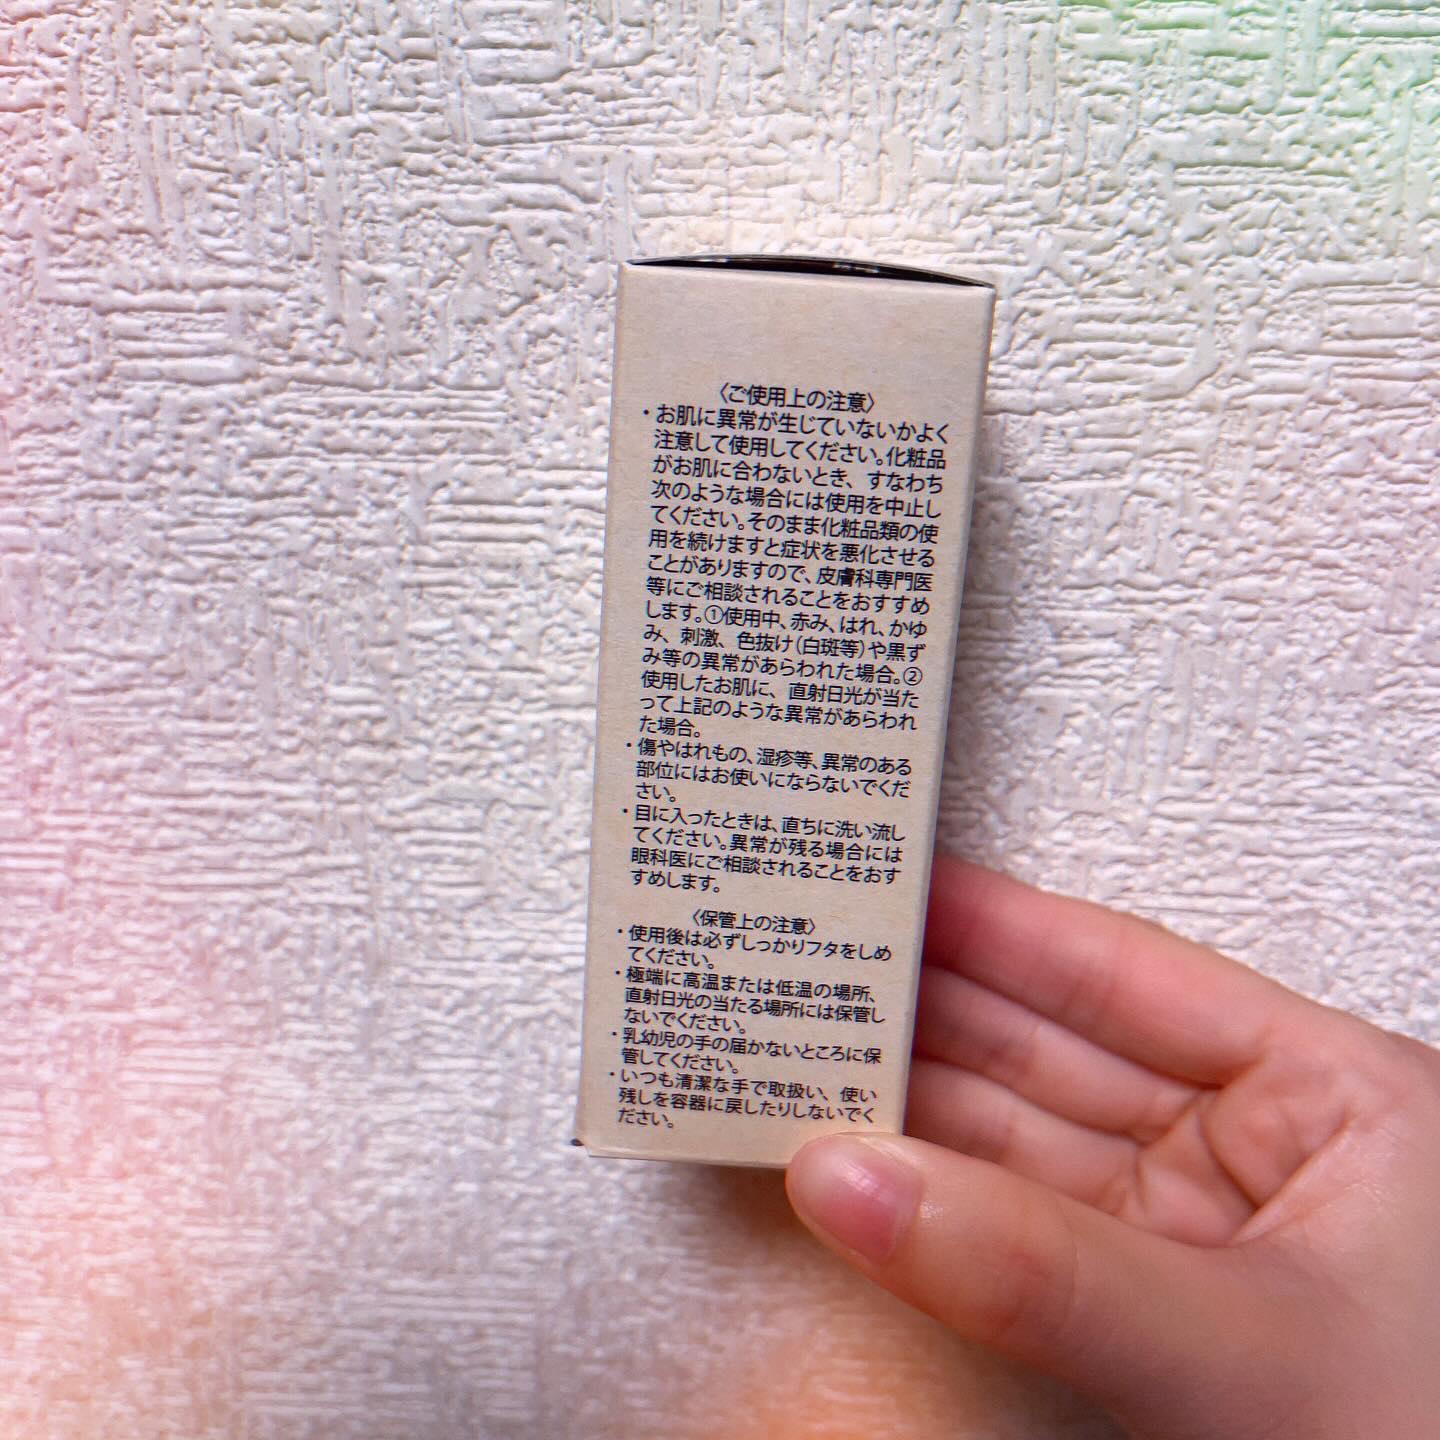 〈ご使用上の注意〉
・お肌に異常が生じていないかよく
注意して使用してください。化粧品
がお肌に合わないとき、すなわち
次のような場合には使用を中止し
てください。そのまま化粧品類の使
用を続けますと症状を悪化させる
ことがありますので、皮膚科専門医
等にご相談されることをおすすめ
します。①使用中、赤み、はれ、かゆ
み、刺激、色抜け(白斑等)や黒ず
み等の異常があらわれた場合。②
使用したお肌に、直射日光が当た
って上記のような異常があらわれ
た場合。
・傷やはれもの、湿疹等、異常のある
部位にはお使いにならないでくだ
さい。
・目に入ったときは、直ちに洗い流し
てください。異常が残る場合には
眼科医にご相談されることをおす
すめします。
〈保管上の注意〉
・使用後は必ずしっかりフタをしめ
てください。
・極端に高温または低温の場所、
直射日光の当たる場所には保管し
ないでください。
・乳幼児の手の届かないところに保
管してください。
・いつも清潔な手で取扱い、使い
残しを容器に戻したりしないでく
ださい。